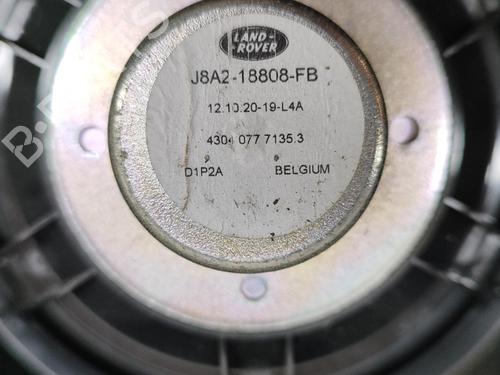 LAND-
ROVER
J8A2-18808-FB
12.10.20-19-L4A
4304 077 7135.3
D1P2A BELGIUM